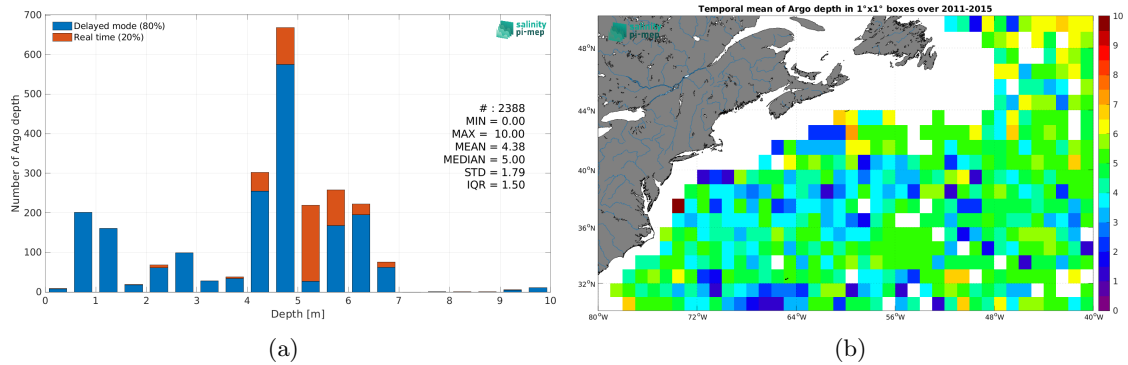 Delayed mode (80%)
Real time (20%)
salinity
pi-mep
# : 2388
MIN = 0.00
MAX = 10.00
MEAN = 4.38
MEDIAN = 5.00
STD = 1.79
IQR = 1.50
Number of Argo depth
700
600
500
400
300
200
100
0
0 1 2 3 4 5 6 7 8 9 10
Depth [m]
(a)
Temporal mean of Argo depth in 1°x1° boxes over 2011-2015
salinity
pi-mep
48°N
44°N
40°N
36°N
32°N
80°W 72°W 64°W 56°W 48°W 40°W
10
9
8
7
6
5
4
3
2
1
0
(b)